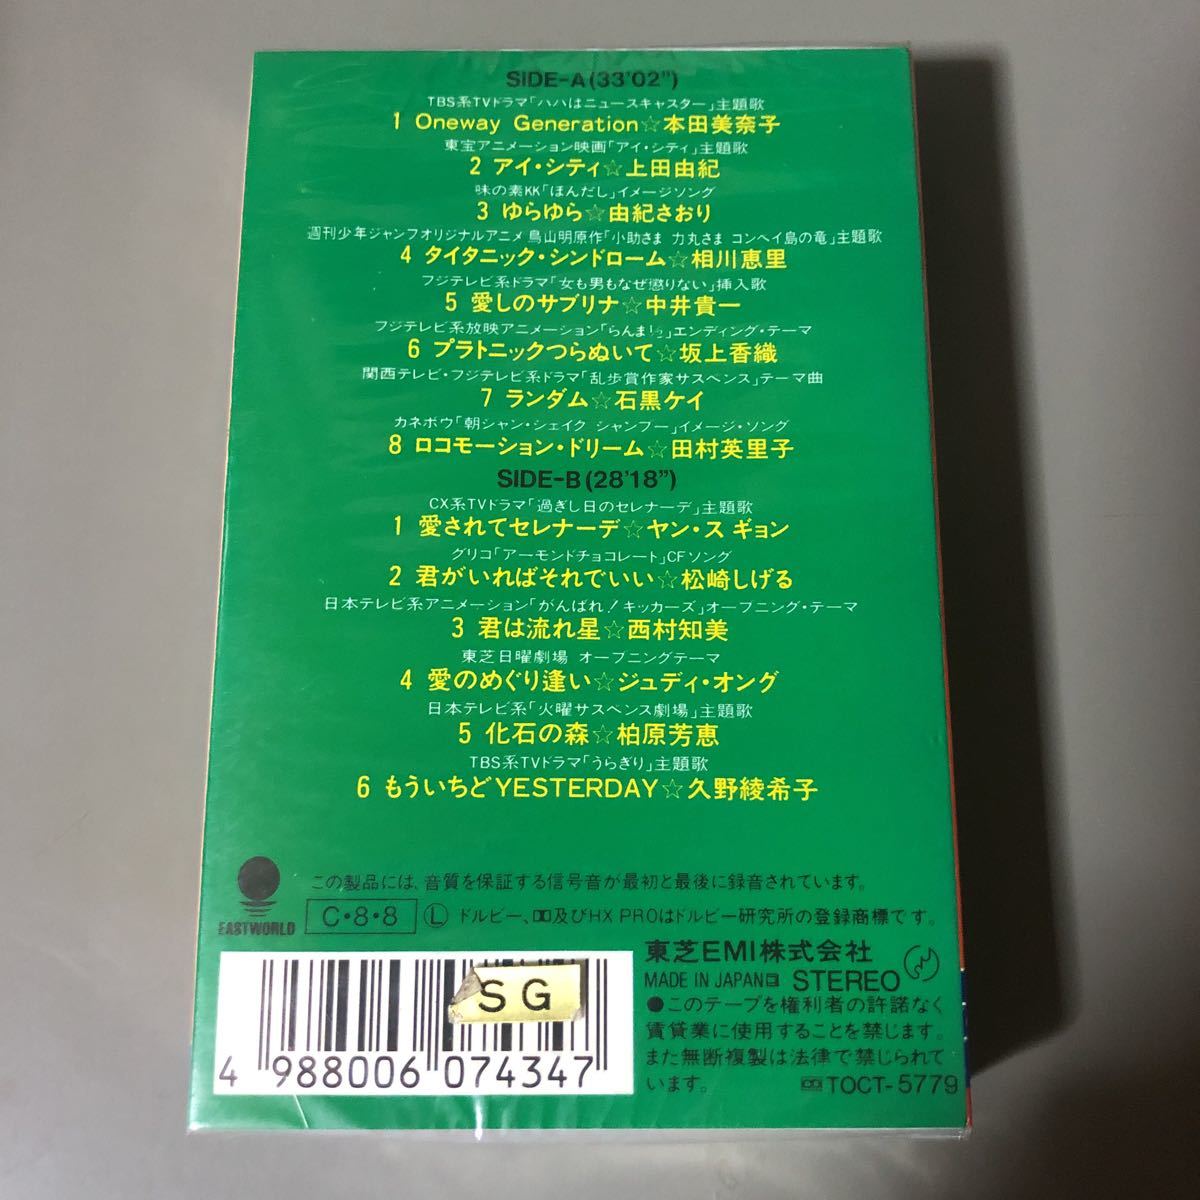 SIDE-A(33'02")
TBS系TVドラマ「ハハはニュースキャスター」主題歌
1 Oneway Generation☆本田美奈子
東宝アニメーション映画「アイ・シティ」主題歌
2 アイ・シティ☆上田由紀
味の素KK「ほんだし」イメージソング
3 ゆらゆら☆由紀さおり
週刊少年ジャンプオリジナルアニメ 鳥山明原作「小助さま 力丸さま コンペイ島の竜」主題歌
4 タイタニック・シンドローム☆相川恵里
フジテレビ系ドラマ「女も男もなぜ懲りない」挿入歌
5 愛しのサブリナ☆中井貴一
フジテレビ系放映アニメーション「らんま½」エンディング・テーマ
6 プラトニックつらぬいて☆坂上香織
関西テレビ・フジテレビ系ドラマ「乱歩賞作家サスペンス」テーマ曲
7 ランダム☆石黒ケイ
カネボウ「朝シャン・シェイク シャンプー」イメージ・ソング
8 ロコモーション・ドリーム☆田村英里子
SIDE-B(28'18")
CX系TVドラマ「過ぎし日のセレナーデ」主題歌
1 愛されてセレナーデ☆ヤン・スギョン
グリコ「アーモンドチョコレート」CFソング
2 君がいればそれでいい☆松崎しげる
日本テレビ系アニメーション「がんばれ!キッカーズ」オープニング・テーマ
3 君は流れ星☆西村知美
東芝日曜劇場 オープニングテーマ
4 愛のめぐり逢い☆ジュディ・オング
日本テレビ系「火曜サスペンス劇場」主題歌
5 化石の森☆柏原芳恵
TBS系TVドラマ「うらぎり」主題歌
6 もういちどYESTERDAY☆久野綾希子
この製品には、音質を保証する信号音が最初と最後に録音されています。
EASTWORLD
C・8・8 Ⓛ ドルビー、及びHX PROはドルビー研究所の登録商標です。
東芝EMI株式会社
MADE IN JAPAN STEREO
●このテープを権利者の許諾なく
賃貸業に使用することを禁じます。
また無断複製は法律で禁じられて
います。 TOCT-5779
SG
4 988006 074347